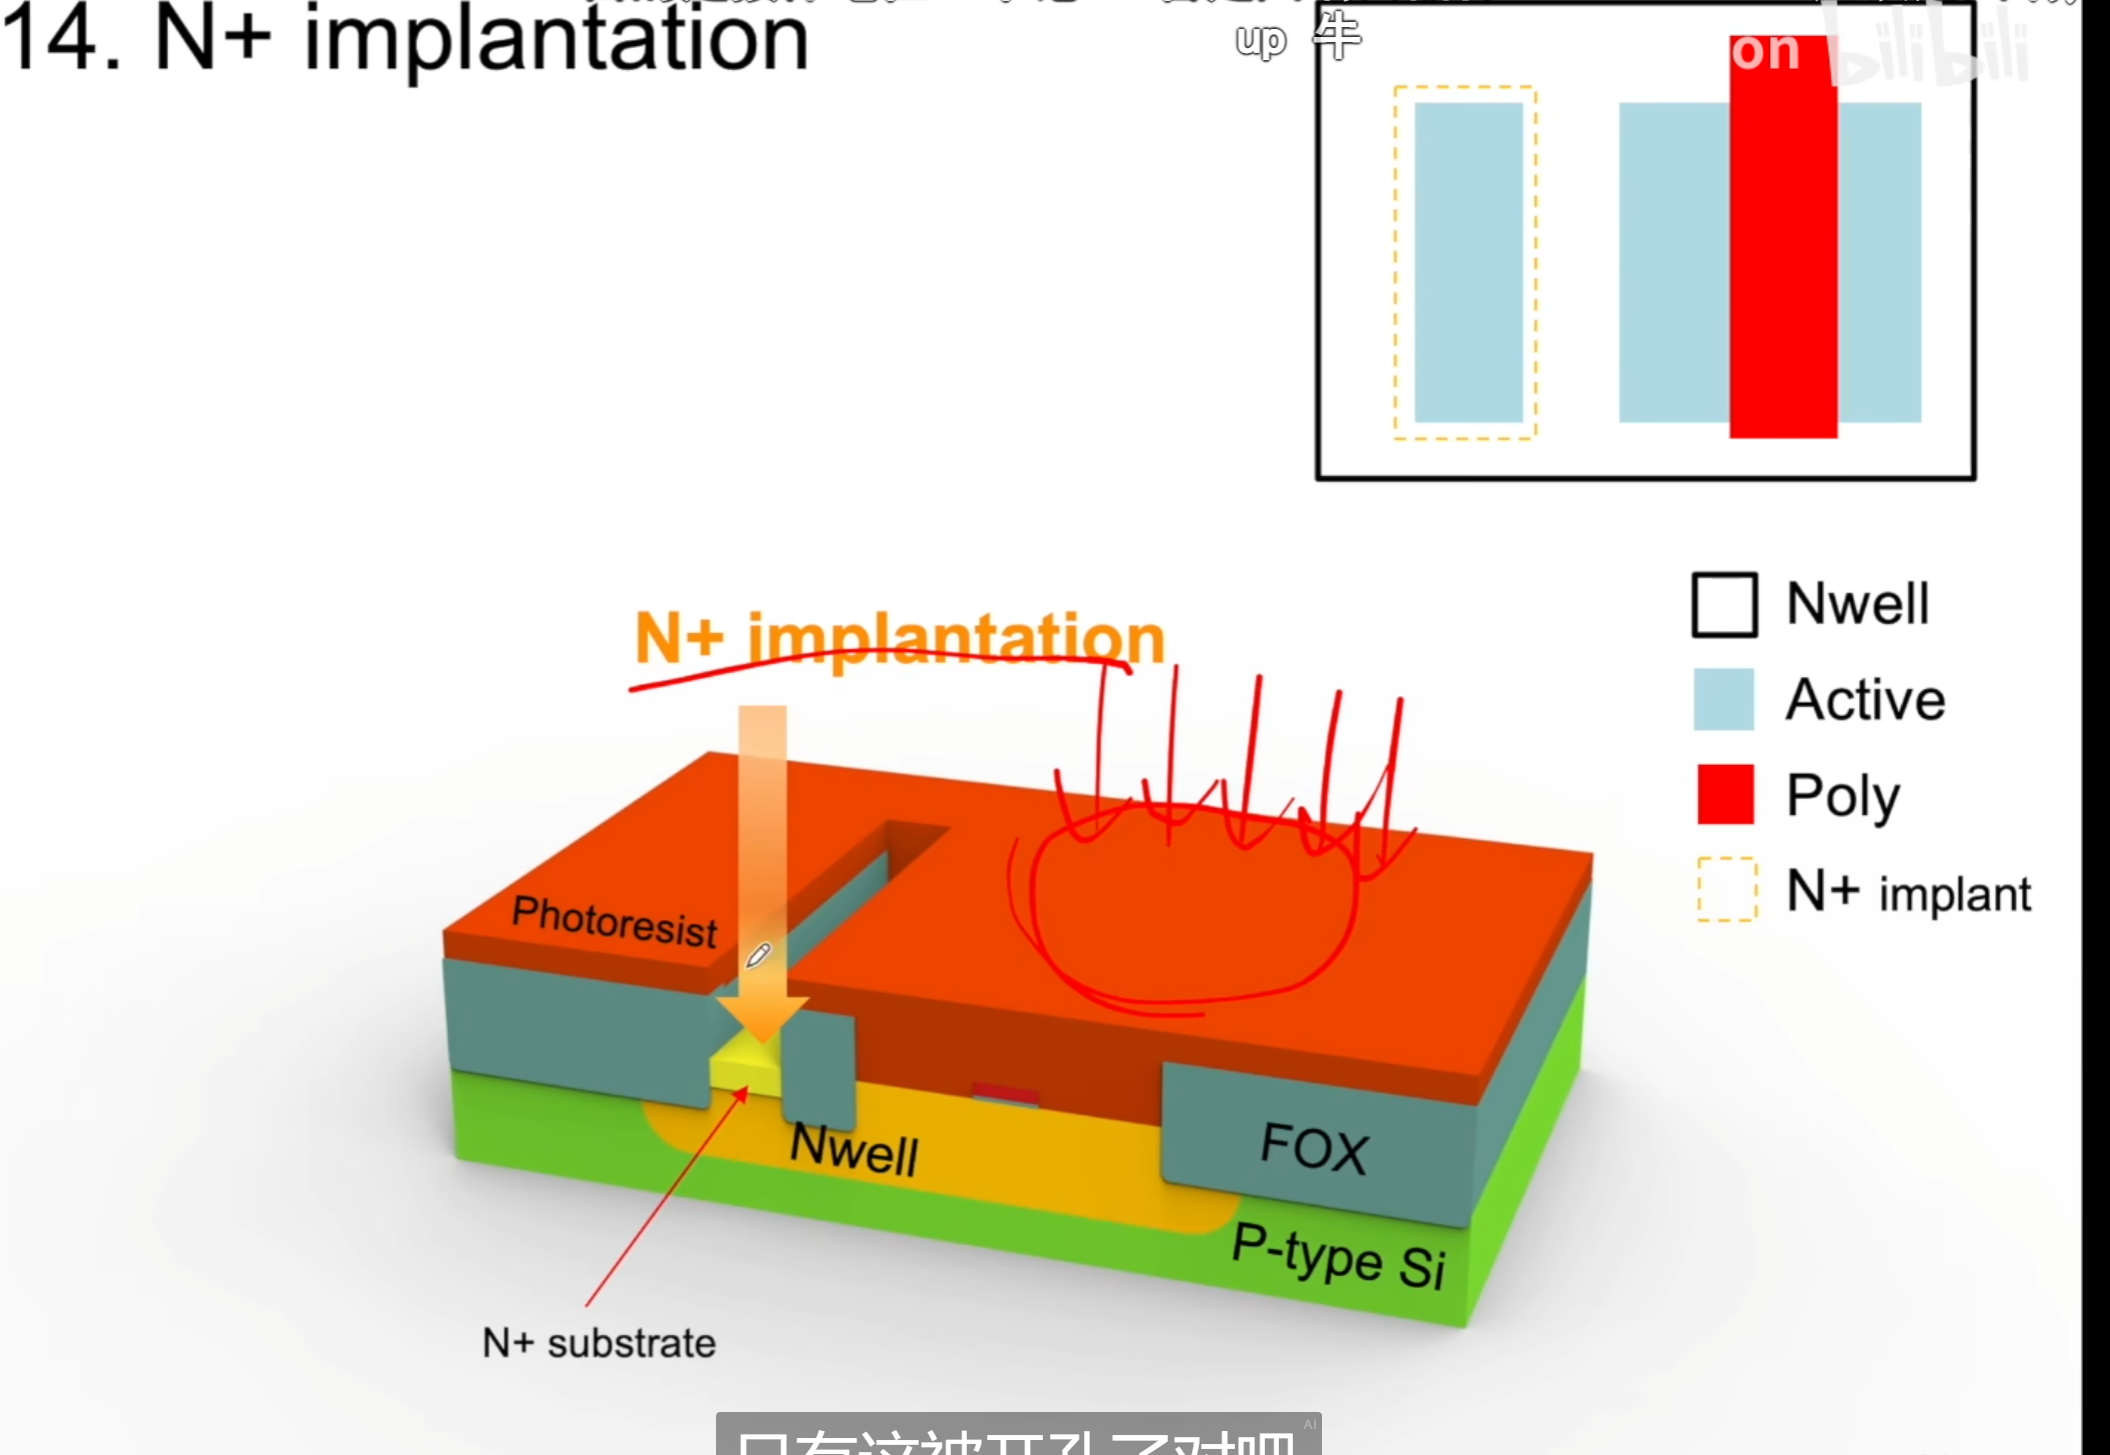 14. N+ implantation
up 牛
on
bilibili
Nwell
Active
Poly
N+ implant
N+ implantation
Photoresist
Nwell
FOX
P-type Si
N+ substrate
AI
只有这被开孔了对吧